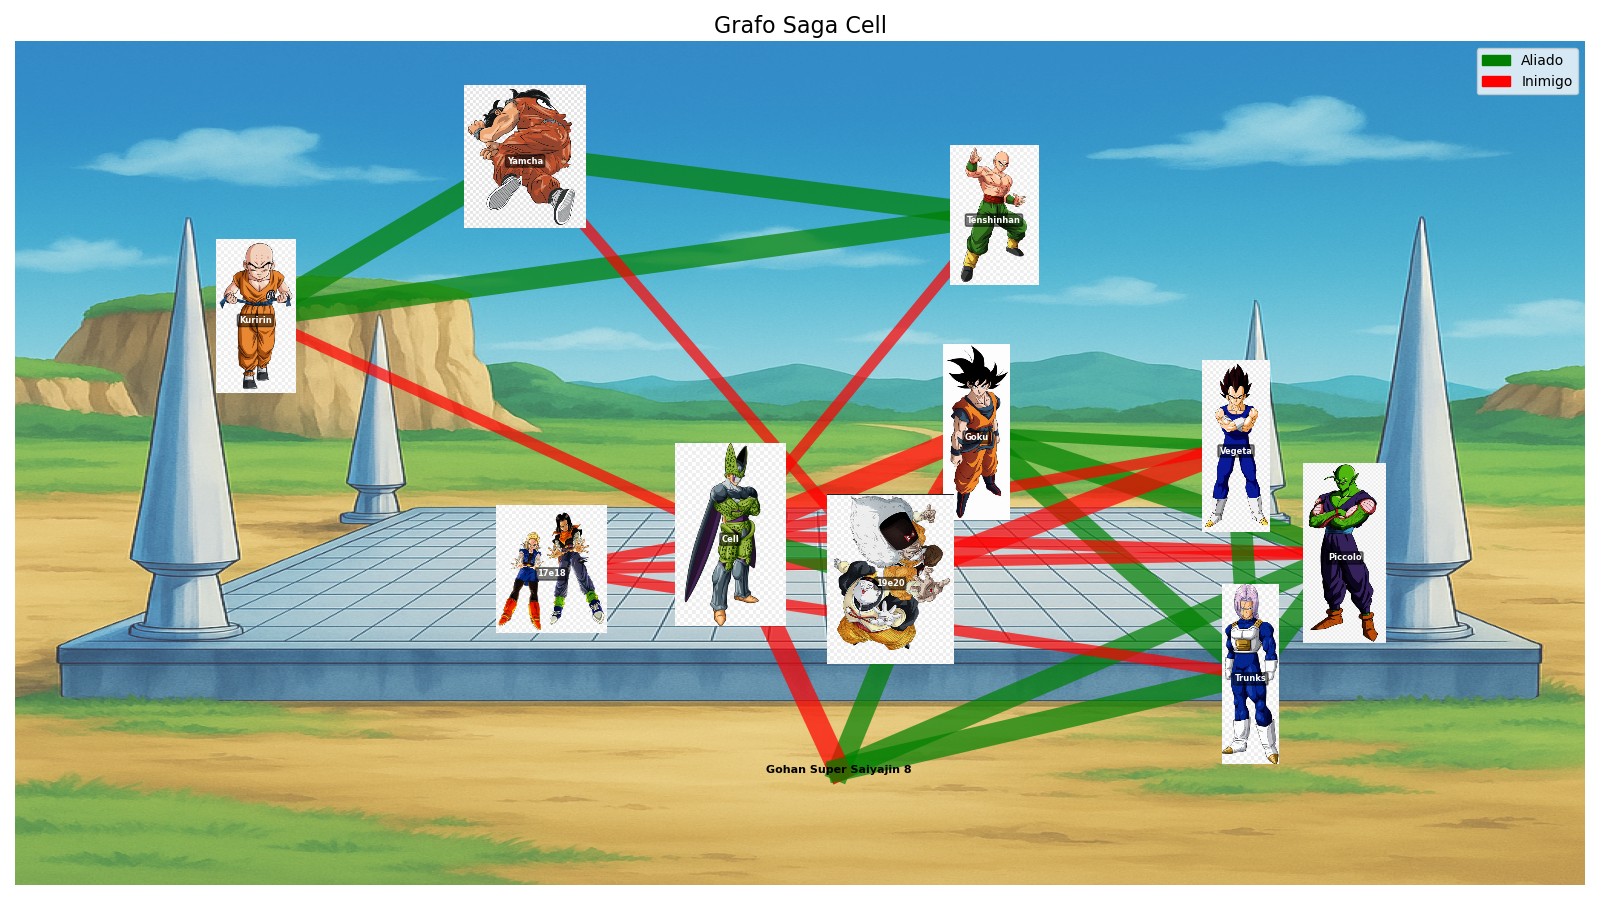 Grafo Saga Cell
Aliado
Inimigo
Yamcha
Tenshinhan
Kuririn
Goku
Vegeta
Cell
Piccolo
17e18
19e20
Trunks
Gohan Super Saiyajin 8